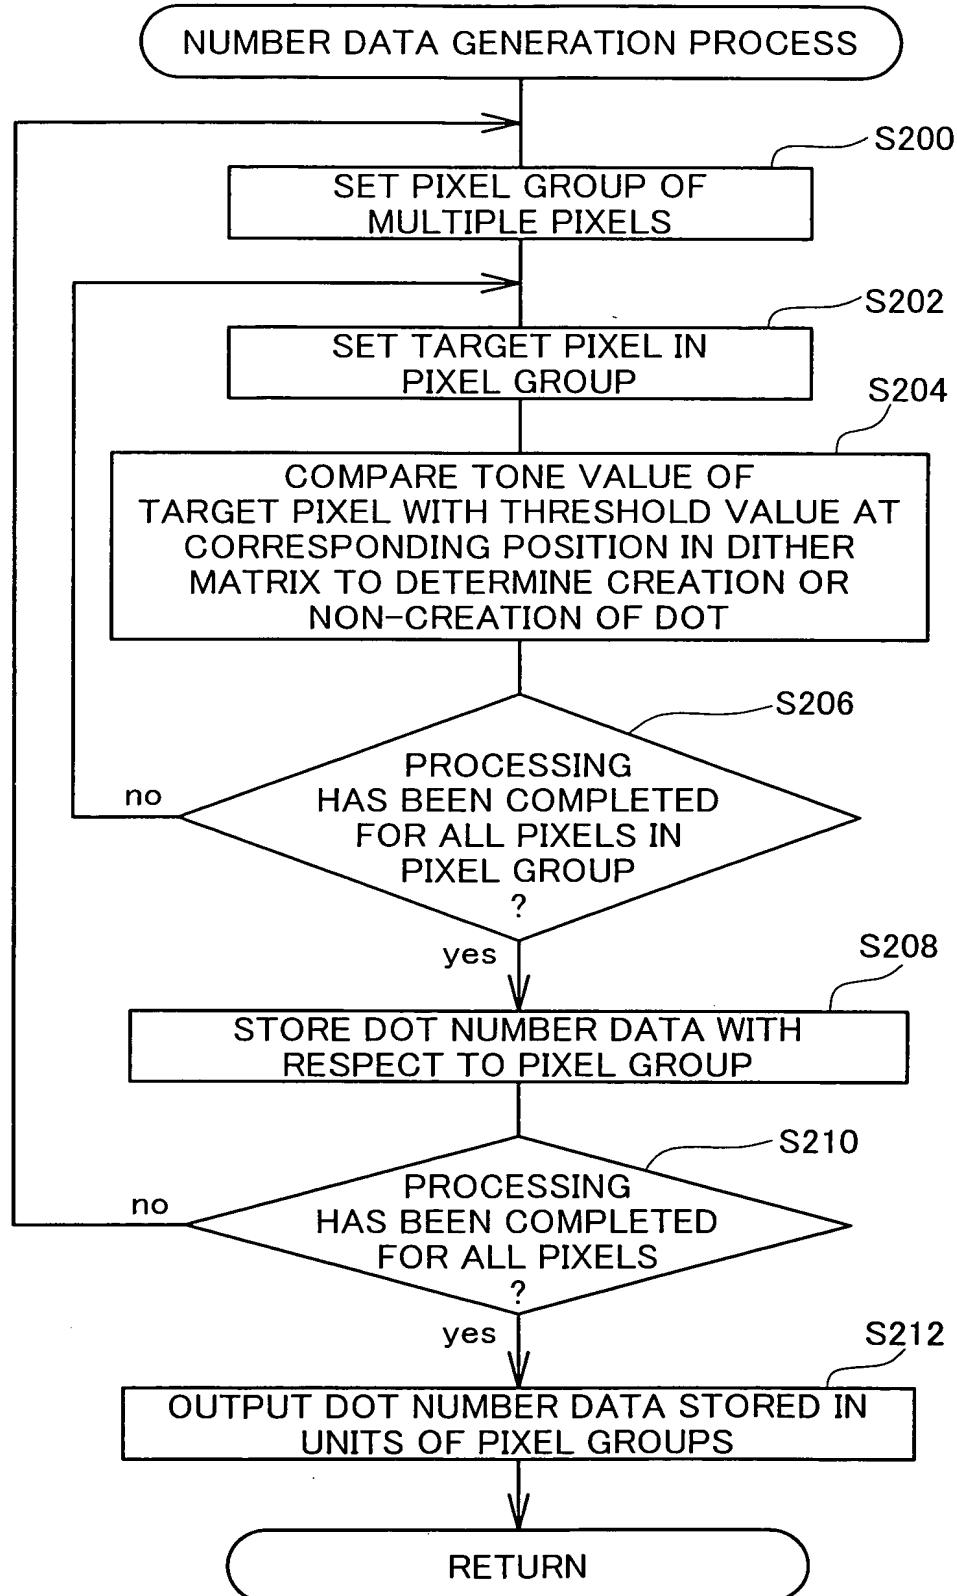 NUMBER DATA GENERATION PROCESS
S200
SET PIXEL GROUP OF
MULTIPLE PIXELS
S202
SET TARGET PIXEL IN
PIXEL GROUP
S204
COMPARE TONE VALUE OF
TARGET PIXEL WITH THRESHOLD VALUE AT
CORRESPONDING POSITION IN DITHER
MATRIX TO DETERMINE CREATION OR
NON-CREATION OF DOT
S206
PROCESSING
HAS BEEN COMPLETED
FOR ALL PIXELS IN
PIXEL GROUP
?
no
yes
S208
STORE DOT NUMBER DATA WITH
RESPECT TO PIXEL GROUP
S210
PROCESSING
HAS BEEN COMPLETED
FOR ALL PIXELS
?
no
yes
S212
OUTPUT DOT NUMBER DATA STORED IN
UNITS OF PIXEL GROUPS
RETURN